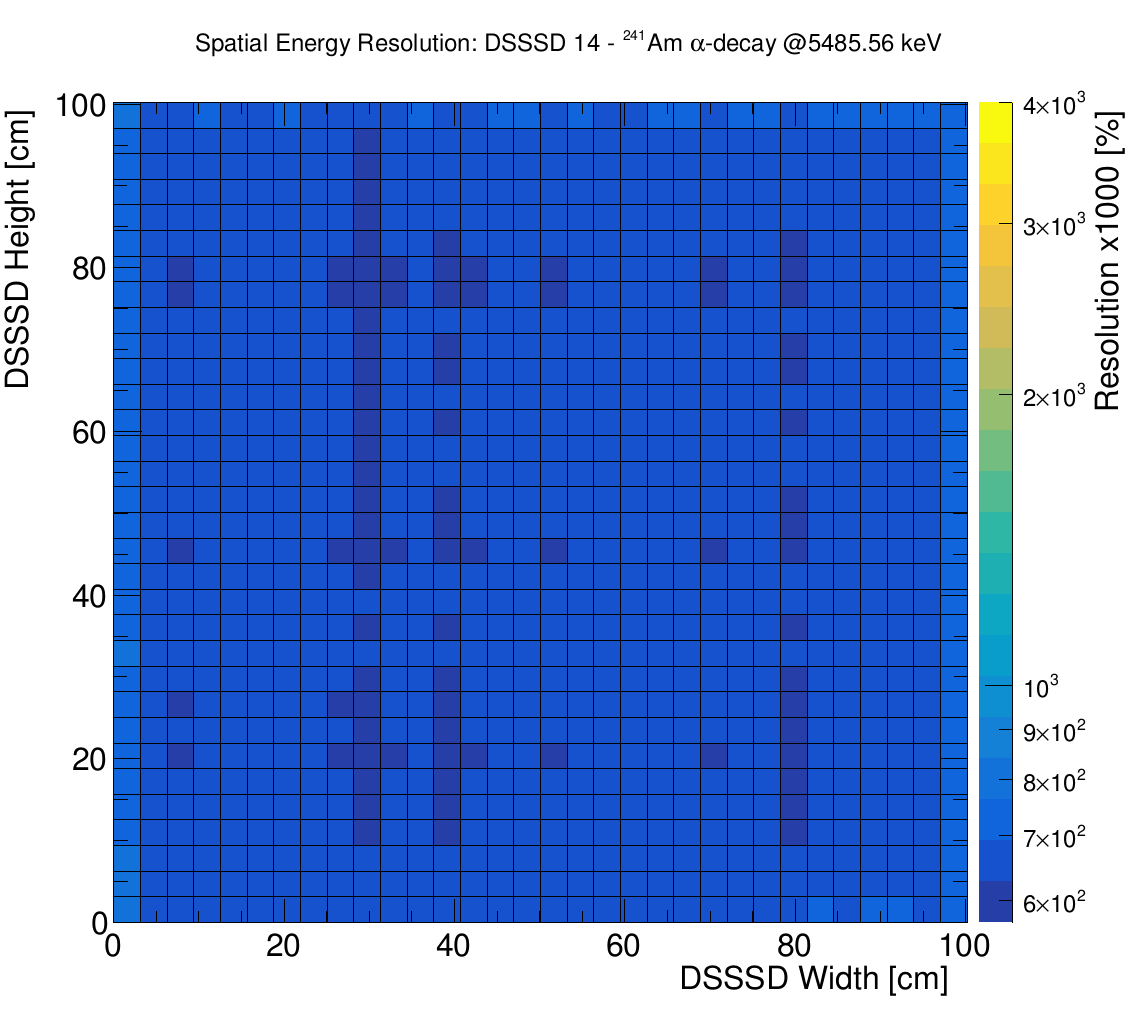 Spatial Energy Resolution: DSSSD 14 - ²⁴¹Am α-decay @5485.56 keV
DSSSD Height [cm]
100
80
60
40
20
0
0 20 40 60 80 100
DSSSD Width [cm]
4×10³
3×10³
2×10³
10³
9×10²
8×10²
7×10²
6×10²
Resolution x1000 [%]